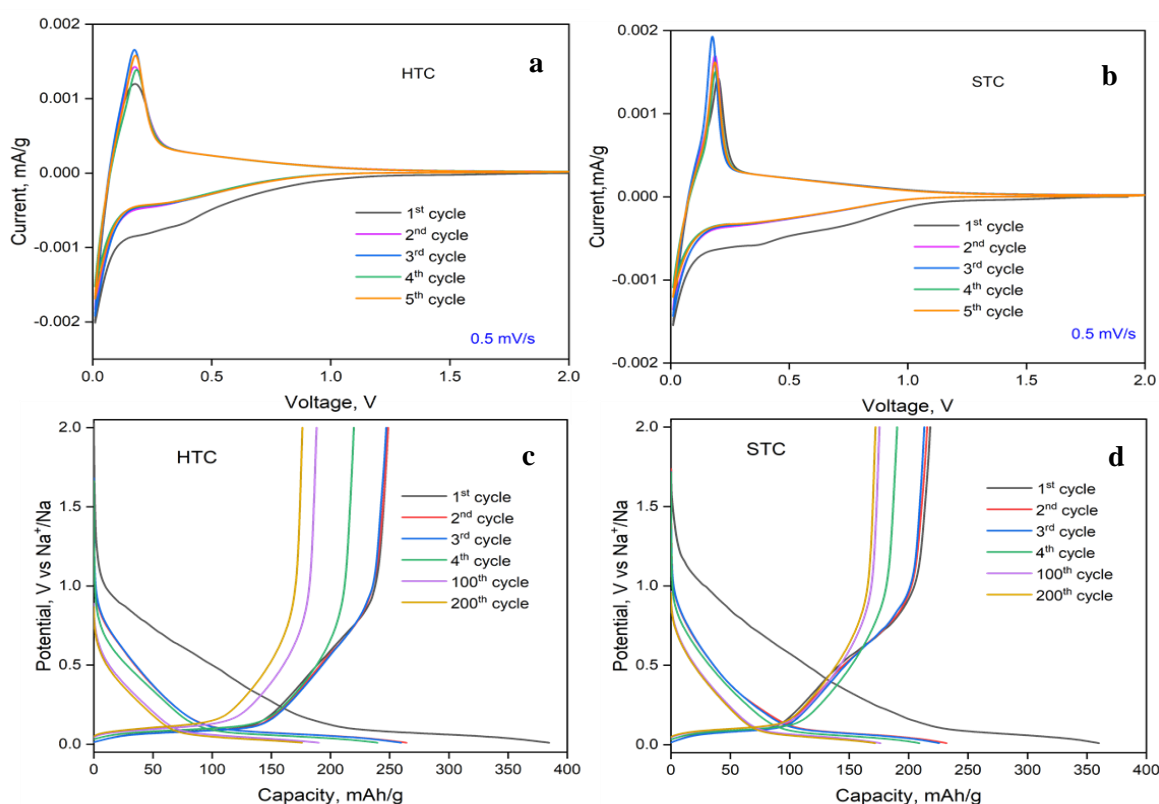 a
HTC
0.002
0.001
0.000
-0.001
-0.002
Current, mA/g
1st cycle
2nd cycle
3rd cycle
4th cycle
5th cycle
0.5 mV/s
0.0 0.5 1.0 1.5 2.0
Voltage, V
b
STC
0.002
0.001
0.000
-0.001
-0.002
Current,mA/g
1st cycle
2nd cycle
3rd cycle
4th cycle
5th cycle
0.5 mV/s
0.0 0.5 1.0 1.5 2.0
Voltage, V
c
HTC
2.0
1.5
1.0
0.5
0.0
Potential, V vs Na+/Na
1st cycle
2nd cycle
3rd cycle
4th cycle
100th cycle
200th cycle
0 50 100 150 200 250 300 350 400
Capacity, mAh/g
d
STC
2.0
1.5
1.0
0.5
0.0
Potential, V vs Na+/Na
1st cycle
2nd cycle
3rd cycle
4th cycle
100th cycle
200th cycle
0 50 100 150 200 250 300 350 400
Capacity, mAh/g